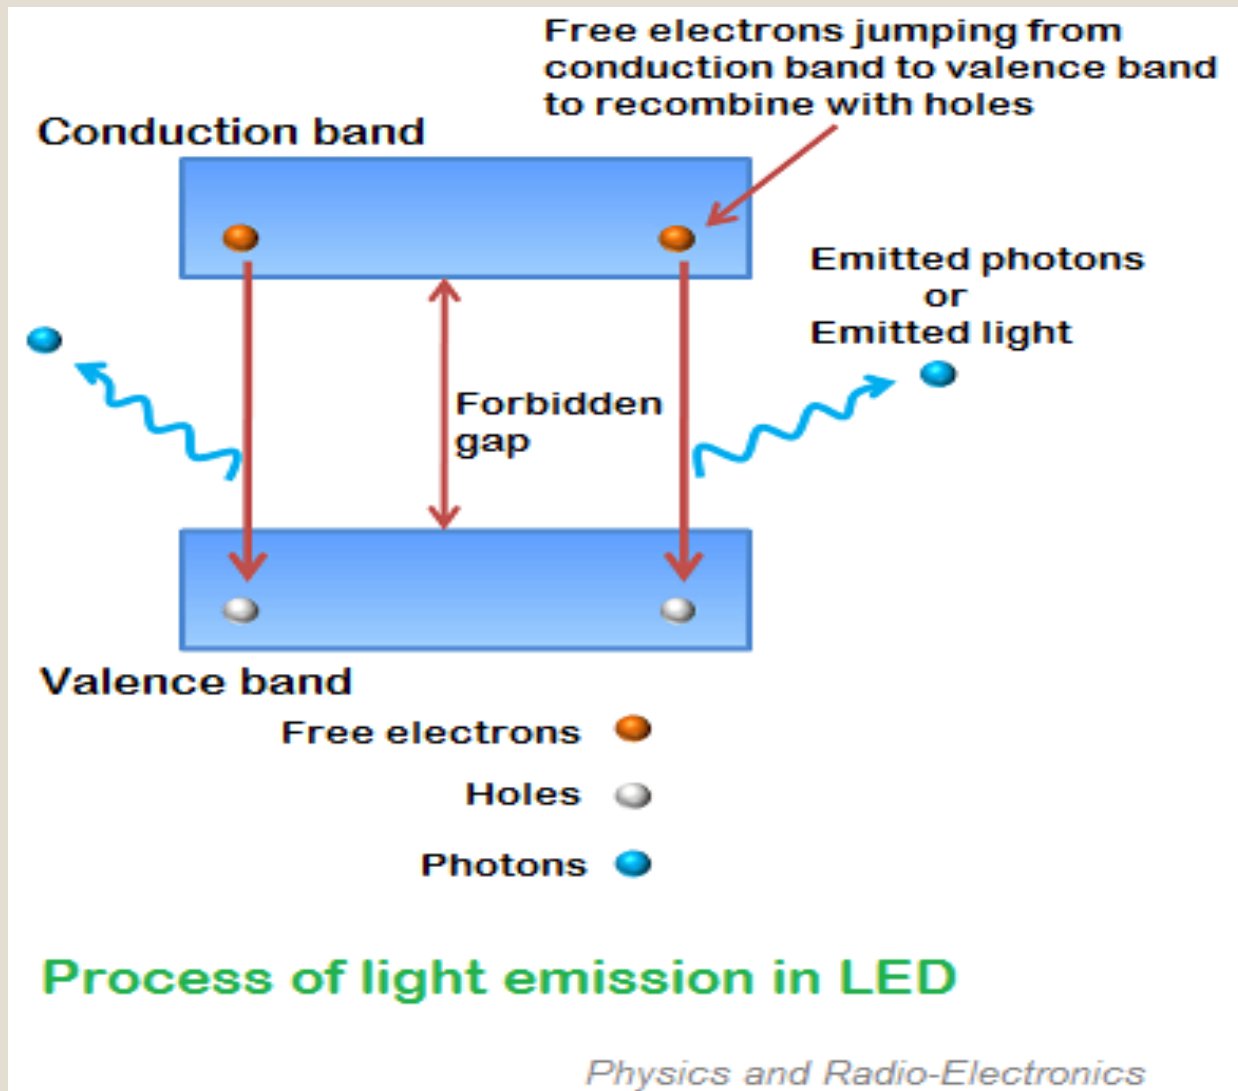 Free electrons jumping from
conduction band to valence band
to recombine with holes
Conduction band
Emitted photons
or
Emitted light
Forbidden
gap
Valence band
Free electrons
Holes
Photons
Process of light emission in LED
Physics and Radio-Electronics